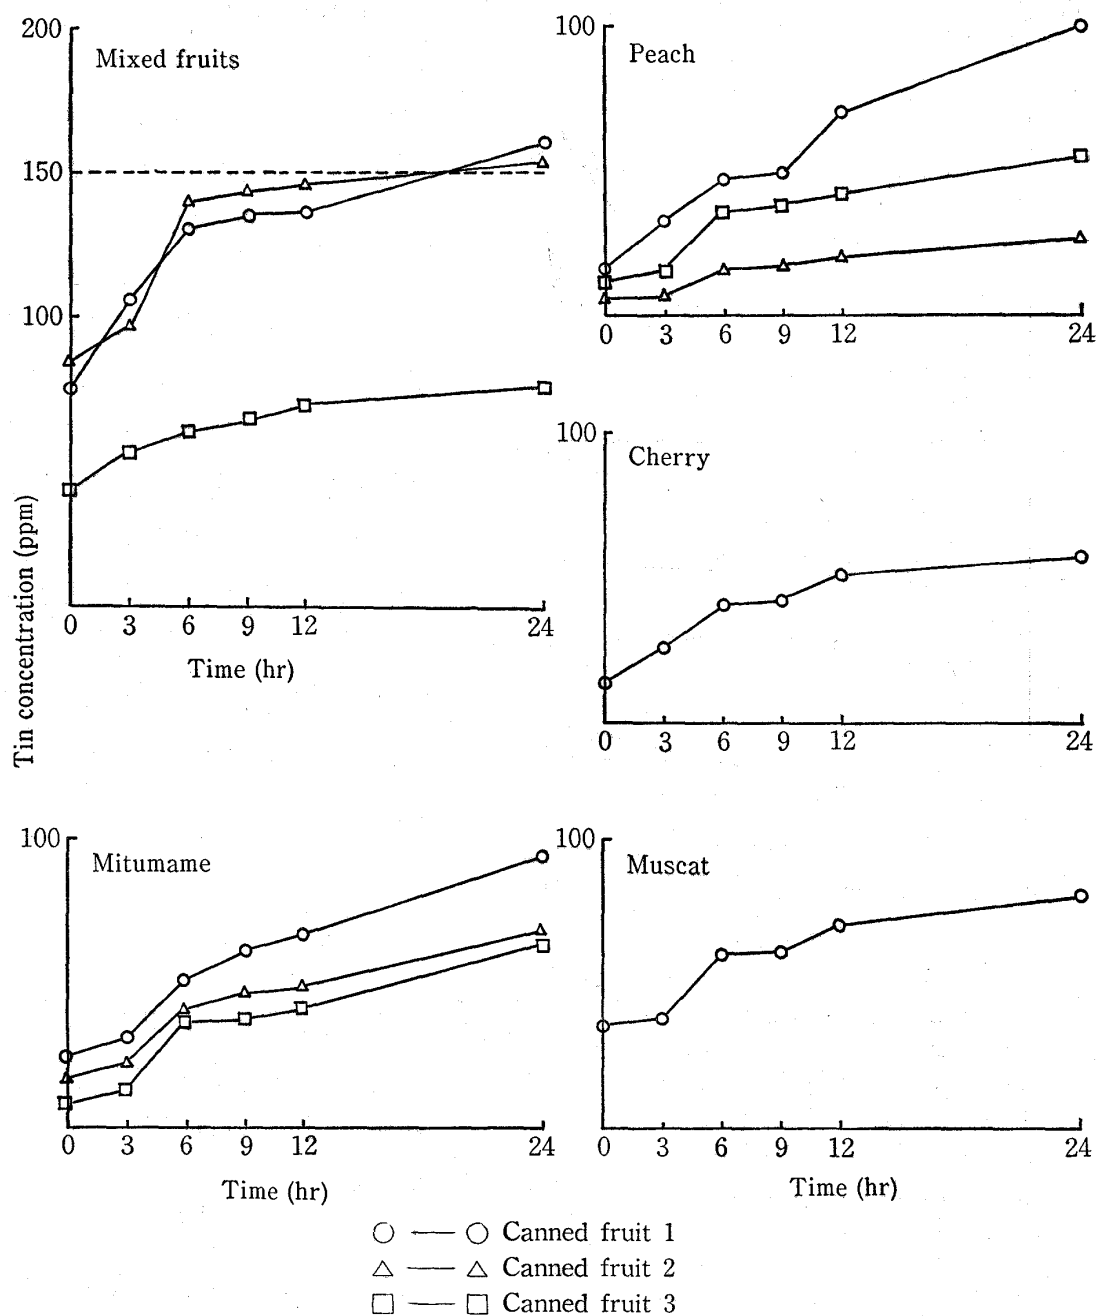 Tin concentration (ppm)
200
150
100
Mixed fruits
0 3 6 9 12 24
Time (hr)
100
Peach
0 3 6 9 12 24
100
Cherry
0 3 6 9 12 24
100
Mitumame
0 3 6 9 12 24
Time (hr)
100
Muscat
0 3 6 9 12 24
Time (hr)
Canned fruit 1
Canned fruit 2
Canned fruit 3